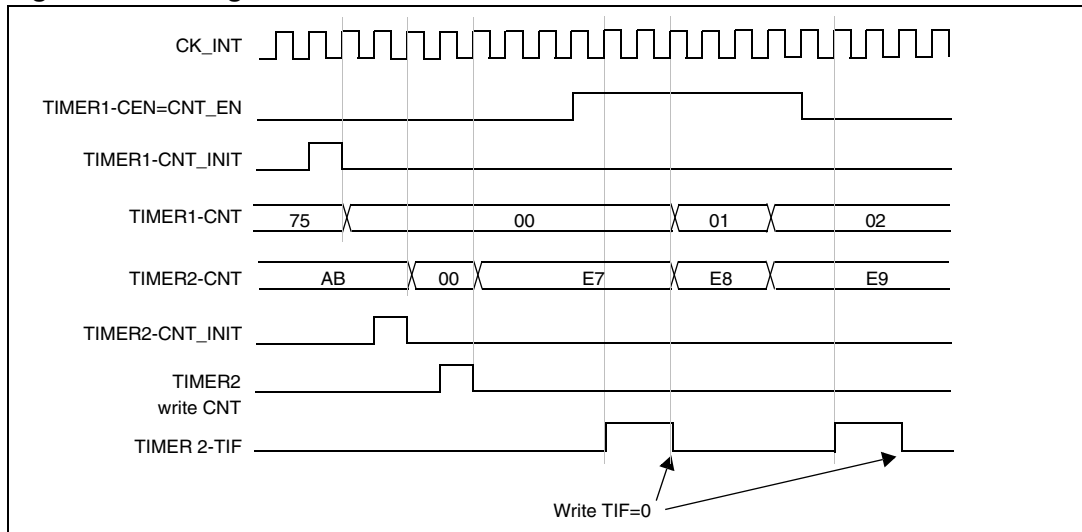 CK_INT
TIMER1-CEN=CNT_EN
TIMER1-CNT_INIT
TIMER1-CNT
75 00 01 02
TIMER2-CNT
AB 00 E7 E8 E9
TIMER2-CNT_INIT
TIMER2
write CNT
TIMER 2-TIF
Write TIF=0